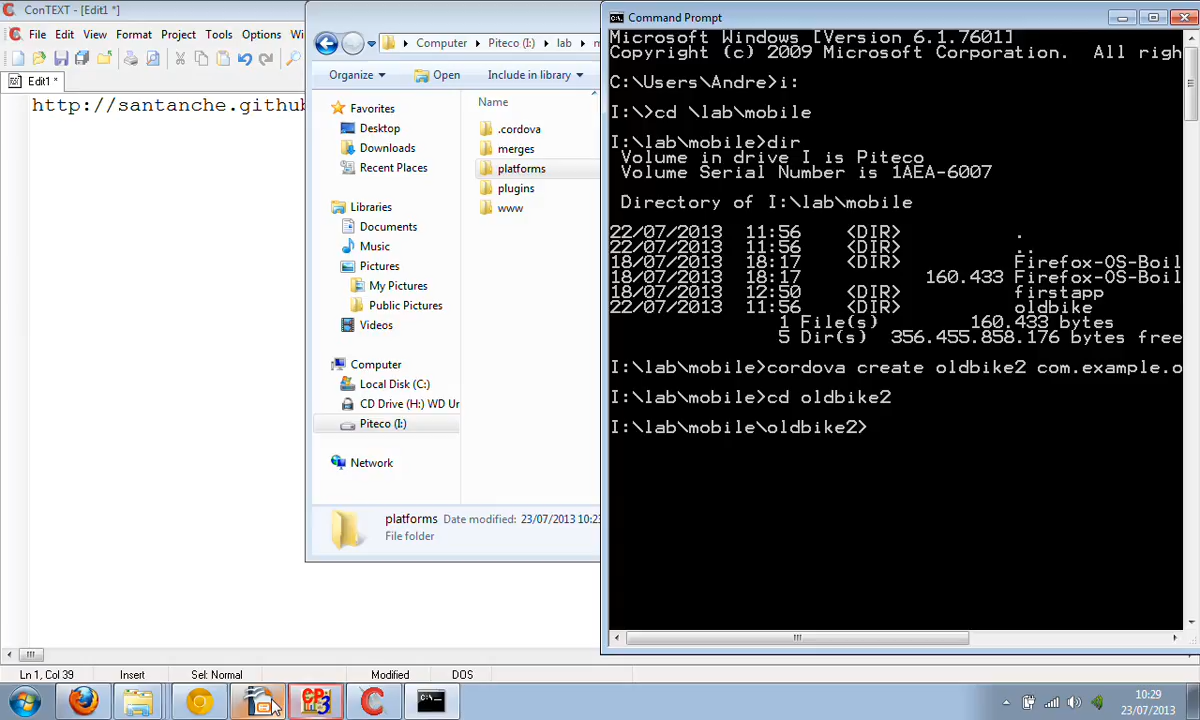 ConTEXT - [Edit1 *]
File Edit View Format Project Tools Options Wi
Edit1 *
http://santanche.github
Computer Piteco (I:) lab m
Organize Open Include in library
Favorites
Desktop
Downloads
Recent Places
Libraries
Documents
Music
Pictures
My Pictures
Public Pictures
Videos
Computer
Local Disk (C:)
CD Drive (H:) WD Ur
Piteco (I:)
Network
Name
.cordova
merges
platforms
plugins
www
platforms Date modified: 23/07/2013 10:23
File folder
Command Prompt
Microsoft Windows [Version 6.1.7601]
Copyright (c) 2009 Microsoft Corporation. All righ
C:\Users\Andre>i:
I:\>cd \lab\mobile
I:\lab\mobile>dir
Volume in drive I is Piteco
Volume Serial Number is 1AEA-6007
Directory of I:\lab\mobile
22/07/2013 11:56 <DIR> .
22/07/2013 11:56 <DIR> ..
18/07/2013 18:17 <DIR> Firefox-OS-Boil
18/07/2013 18:17 160.433 Firefox-OS-Boil
18/07/2013 12:50 <DIR> firstapp
22/07/2013 11:56 <DIR> oldbike
1 File(s) 160.433 bytes
5 Dir(s) 356.455.858.176 bytes free
I:\lab\mobile>cordova create oldbike2 com.example.o
I:\lab\mobile>cd oldbike2
I:\lab\mobile\oldbike2>
Ln 1, Col 39 Insert Sel: Normal Modified DOS
10:29
23/07/2013